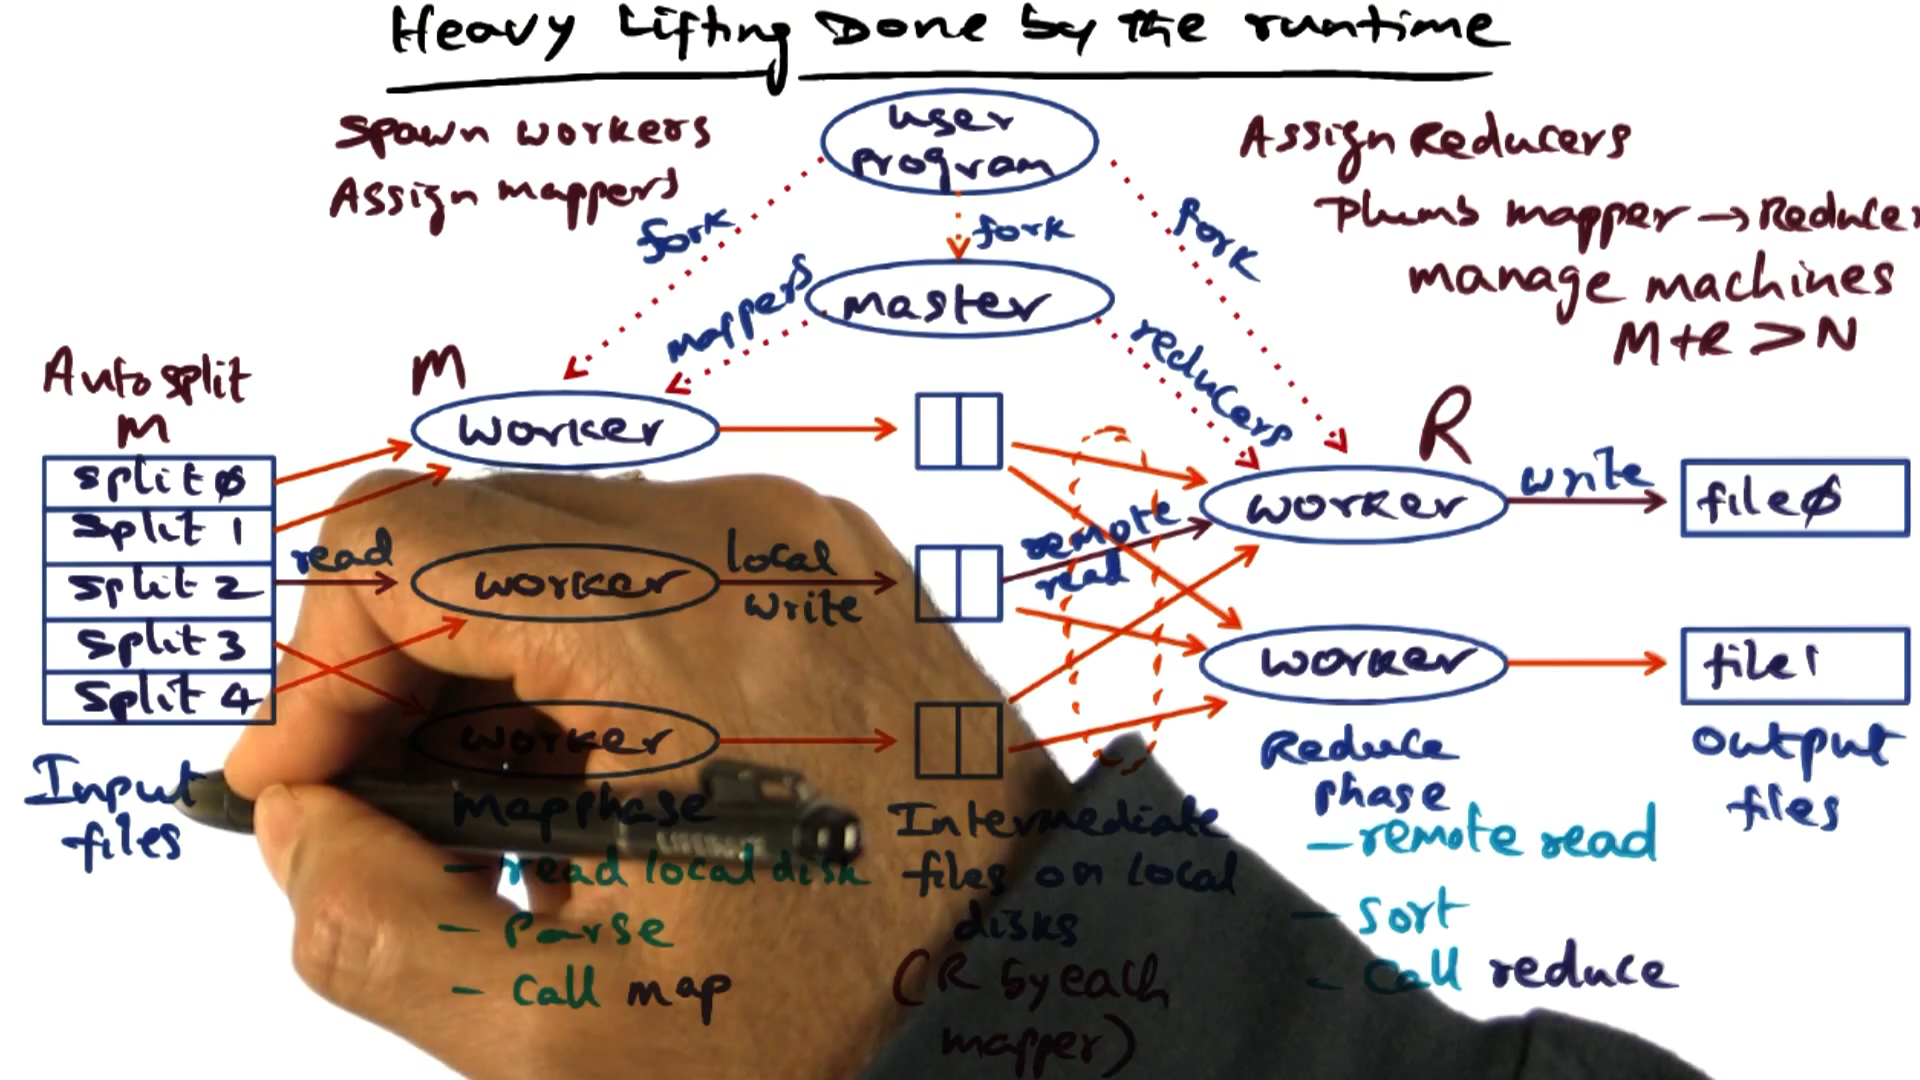 Heavy Lifting Done by the runtime
Spawn workers
Assign mappers
user
program
Assign Reducers
Plumb mapper → Reducer
manage machines
M+R > N
fork
fork
fork
master
mappers
reducers
Auto split
M
M
R
split 0
split 1
split 2
split 3
split 4
Input
files
read
worker
worker
worker
local
write
remote
read
worker
worker
write
file 0
file 1
output
files
map phase
- read local disk
- Parse
- Call map
Intermediate
files on local
disks
(R by each
mapper)
Reduce
phase
- remote read
- Sort
- Call reduce